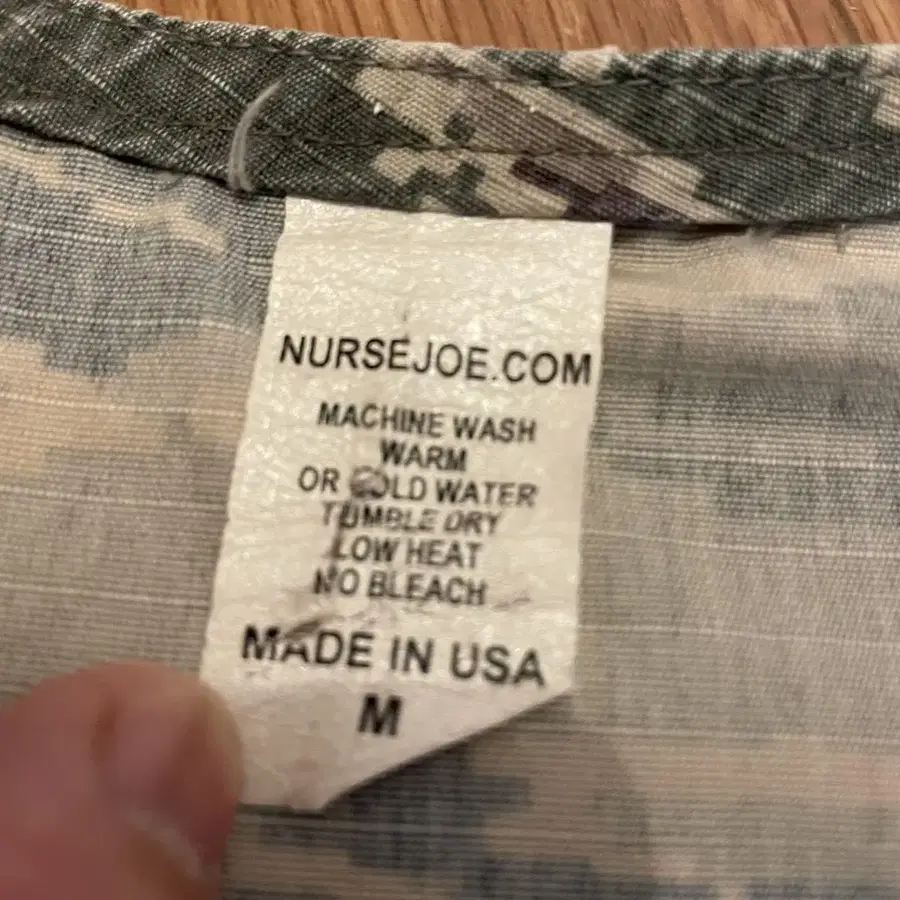 NURSEJOE.COM
MACHINE WASH
WARM
OR COLD WATER
TUMBLE DRY
LOW HEAT
NO BLEACH
MADE IN USA
M